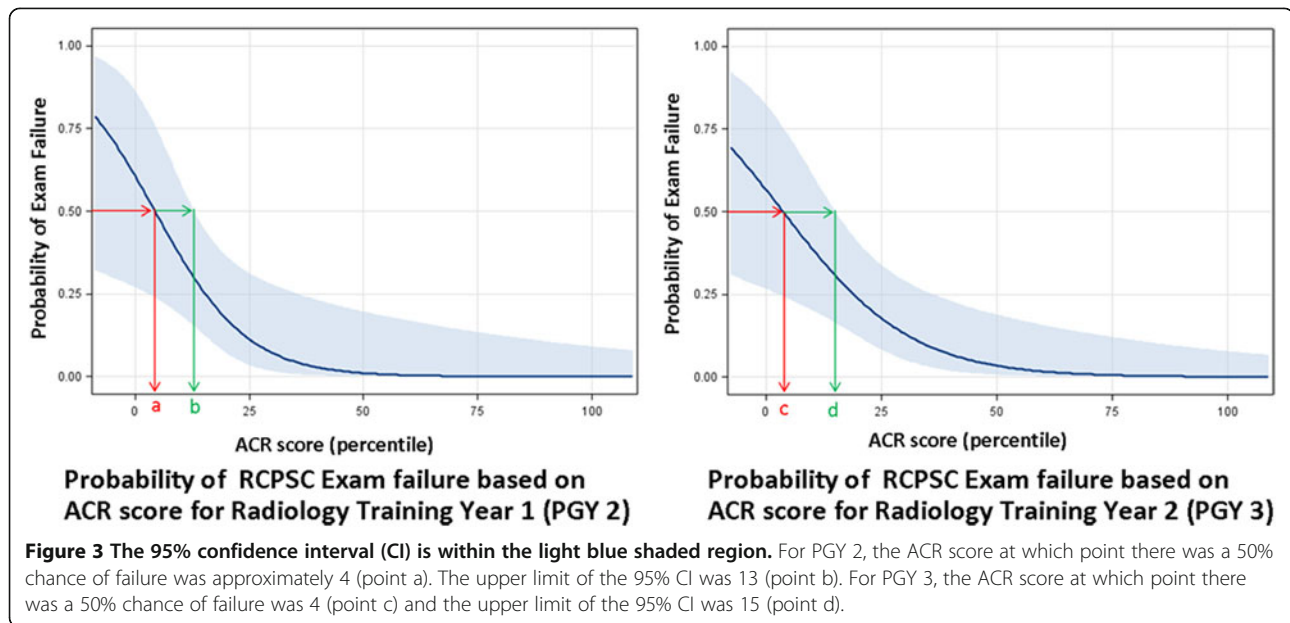 1.00
0.75
0.50
0.25
0.00
Probability of Exam Failure
0
25
50
75
100
a
b
ACR score (percentile)
Probability of RCPSC Exam failure based on
ACR score for Radiology Training Year 1 (PGY 2)
1.00
0.75
0.50
0.25
0.00
Probability of Exam Failure
0
25
50
75
100
c
d
ACR score (percentile)
Probability of RCPSC Exam failure based on
ACR score for Radiology Training Year 2 (PGY 3)
Figure 3 The 95% confidence interval (CI) is within the light blue shaded region. For PGY 2, the ACR score at which point there was a 50%
chance of failure was approximately 4 (point a). The upper limit of the 95% CI was 13 (point b). For PGY 3, the ACR score at which point there
was a 50% chance of failure was 4 (point c) and the upper limit of the 95% CI was 15 (point d).